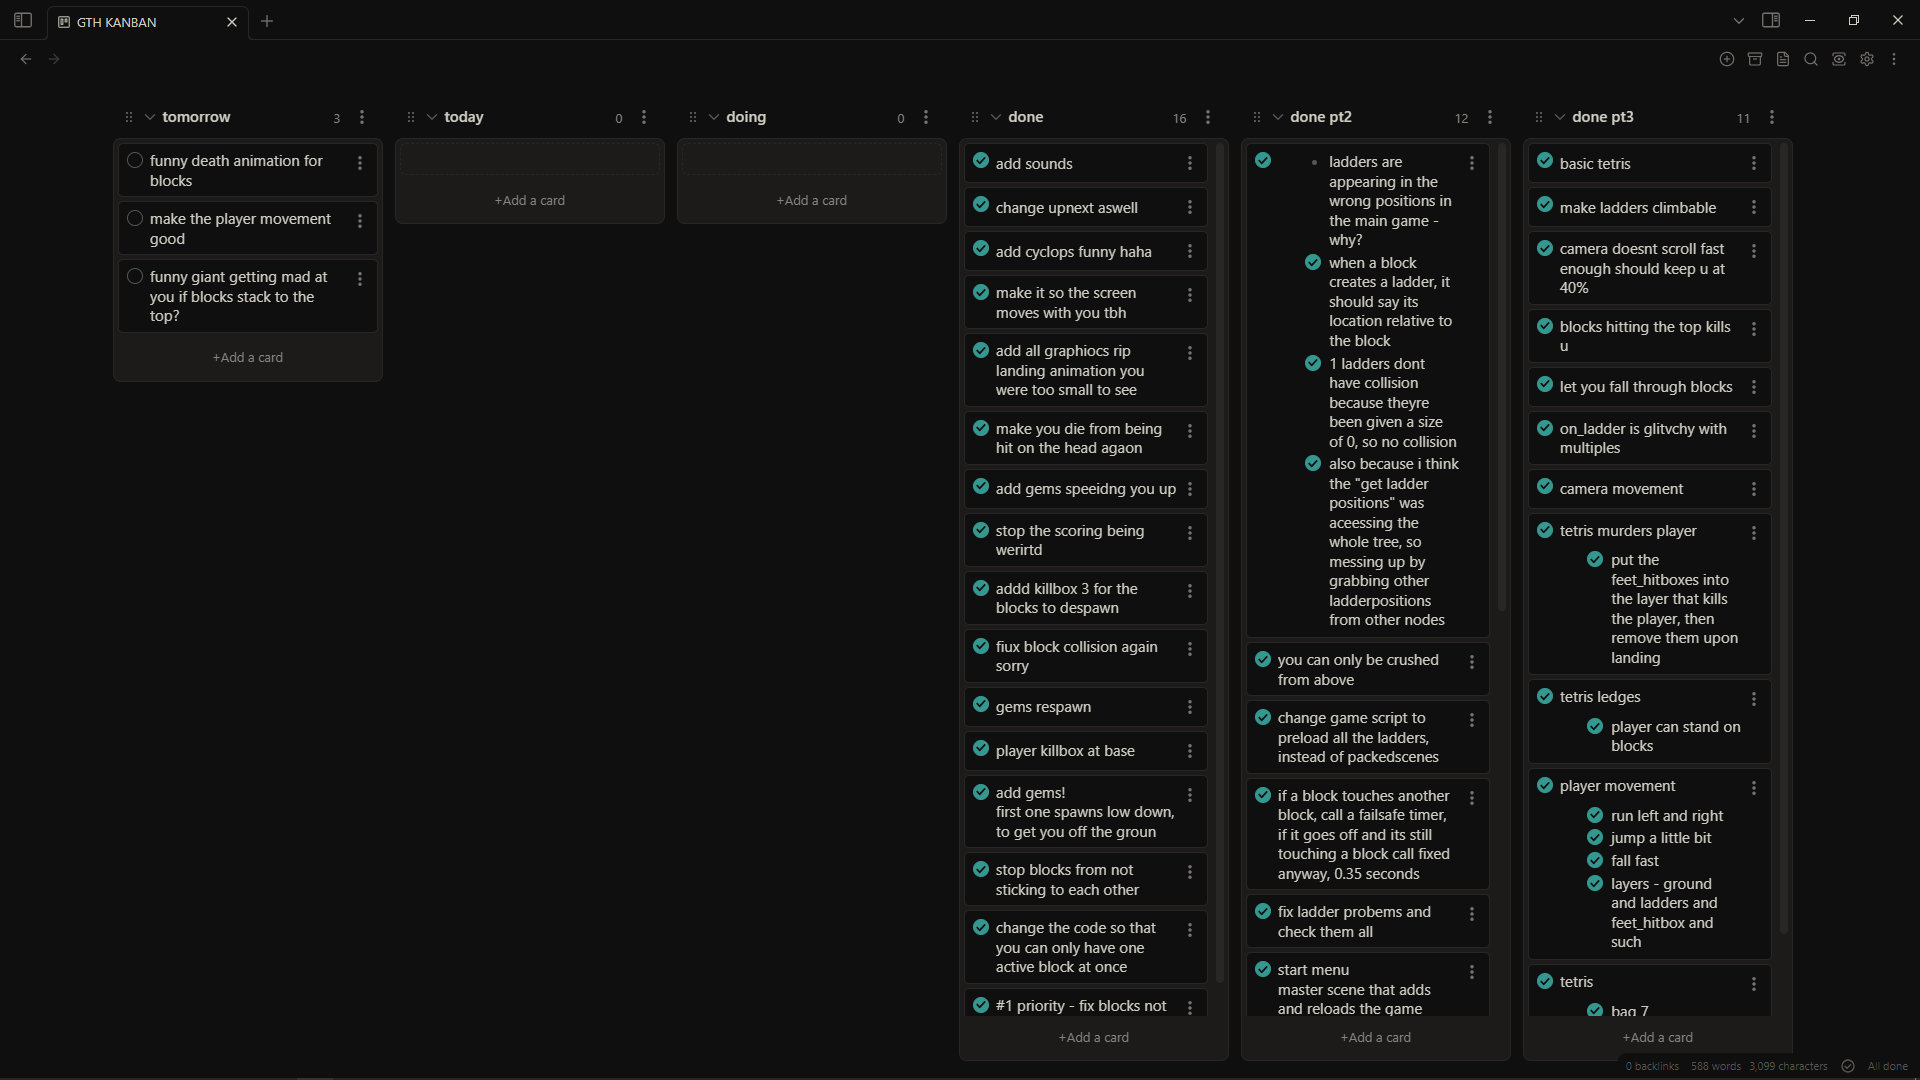 GTH KANBAN
tomorrow 3
funny death animation for
blocks
make the player movement
good
funny giant getting mad at
you if blocks stack to the
top?
+Add a card
today 0
+Add a card
doing 0
+Add a card
done 16
add sounds
change upnext aswell
add cyclops funny haha
make it so the screen
moves with you tbh
add all graphiocs rip
landing animation you
were too small to see
make you die from being
hit on the head agaon
add gems speeidng you up
stop the scoring being
werirtd
addd killbox 3 for the
blocks to despawn
fiux block collision again
sorry
gems respawn
player killbox at base
add gems!
first one spawns low down,
to get you off the groun
stop blocks from not
sticking to each other
change the code so that
you can only have one
active block at once
#1 priority - fix blocks not
+Add a card
done pt2 12
ladders are
appearing in the
wrong positions in
the main game -
why?
when a block
creates a ladder, it
should say its
location relative to
the block
1 ladders dont
have collision
because theyre
been given a size
of 0, so no collision
also because i think
the "get ladder
positions" was
aceessing the
whole tree, so
messing up by
grabbing other
ladderpositions
from other nodes
you can only be crushed
from above
change game script to
preload all the ladders,
instead of packedscenes
if a block touches another
block, call a failsafe timer,
if it goes off and its still
touching a block call fixed
anyway, 0.35 seconds
fix ladder probems and
check them all
start menu
master scene that adds
and reloads the game
+Add a card
done pt3 11
basic tetris
make ladders climbable
camera doesnt scroll fast
enough should keep u at
40%
blocks hitting the top kills
u
let you fall through blocks
on_ladder is glitvchy with
multiples
camera movement
tetris murders player
put the
feet_hitboxes into
the layer that kills
the player, then
remove them upon
landing
tetris ledges
player can stand on
blocks
player movement
run left and right
jump a little bit
fall fast
layers - ground
and ladders and
feet_hitbox and
such
tetris
bag 7
+Add a card
0 backlinks 588 words 3,099 characters All done